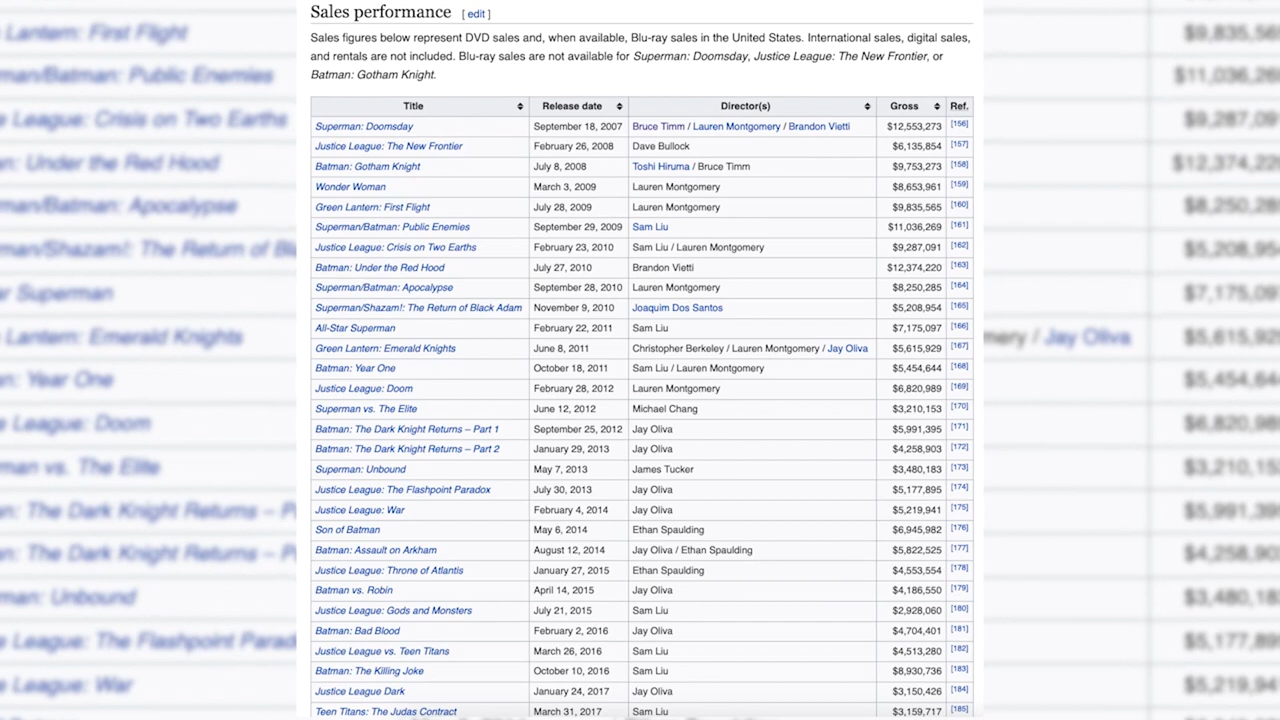 Sales performance [ edit ]
Sales figures below represent DVD sales and, when available, Blu-ray sales in the United States. International sales, digital sales,
and rentals are not included. Blu-ray sales are not available for Superman: Doomsday, Justice League: The New Frontier, or
Batman: Gotham Knight.
Title Release date Director(s) Gross Ref.
Superman: Doomsday September 18, 2007 Bruce Timm / Lauren Montgomery / Brandon Vietti $12,553,273 [156]
Justice League: The New Frontier February 26, 2008 Dave Bullock $6,135,854 [157]
Batman: Gotham Knight July 8, 2008 Toshi Hiruma / Bruce Timm $9,753,273 [158]
Wonder Woman March 3, 2009 Lauren Montgomery $8,653,961 [159]
Green Lantern: First Flight July 28, 2009 Lauren Montgomery $9,835,565 [160]
Superman/Batman: Public Enemies September 29, 2009 Sam Liu $11,036,269 [161]
Justice League: Crisis on Two Earths February 23, 2010 Sam Liu / Lauren Montgomery $9,287,091 [162]
Batman: Under the Red Hood July 27, 2010 Brandon Vietti $12,374,220 [163]
Superman/Batman: Apocalypse September 28, 2010 Lauren Montgomery $8,250,285 [164]
Superman/Shazam!: The Return of Black Adam November 9, 2010 Joaquim Dos Santos $5,208,954 [165]
All-Star Superman February 22, 2011 Sam Liu $7,175,097 [166]
Green Lantern: Emerald Knights June 8, 2011 Christopher Berkeley / Lauren Montgomery / Jay Oliva $5,615,929 [167]
Batman: Year One October 18, 2011 Sam Liu / Lauren Montgomery $5,454,644 [168]
Justice League: Doom February 28, 2012 Lauren Montgomery $6,820,989 [169]
Superman vs. The Elite June 12, 2012 Michael Chang $3,210,153 [170]
Batman: The Dark Knight Returns – Part 1 September 25, 2012 Jay Oliva $5,991,395 [171]
Batman: The Dark Knight Returns – Part 2 January 29, 2013 Jay Oliva $4,258,903 [172]
Superman: Unbound May 7, 2013 James Tucker $3,480,183 [173]
Justice League: The Flashpoint Paradox July 30, 2013 Jay Oliva $5,177,895 [174]
Justice League: War February 4, 2014 Jay Oliva $5,219,941 [175]
Son of Batman May 6, 2014 Ethan Spaulding $6,945,982 [176]
Batman: Assault on Arkham August 12, 2014 Jay Oliva / Ethan Spaulding $5,822,525 [177]
Justice League: Throne of Atlantis January 27, 2015 Ethan Spaulding $4,553,554 [178]
Batman vs. Robin April 14, 2015 Jay Oliva $4,186,550 [179]
Justice League: Gods and Monsters July 21, 2015 Sam Liu $2,928,060 [180]
Batman: Bad Blood February 2, 2016 Jay Oliva $4,704,401 [181]
Justice League vs. Teen Titans March 26, 2016 Sam Liu $4,513,280 [182]
Batman: The Killing Joke October 10, 2016 Sam Liu $8,930,736 [183]
Justice League Dark January 24, 2017 Jay Oliva $3,150,426 [184]
Teen Titans: The Judas Contract March 31, 2017 Sam Liu $3,159,717 [185]